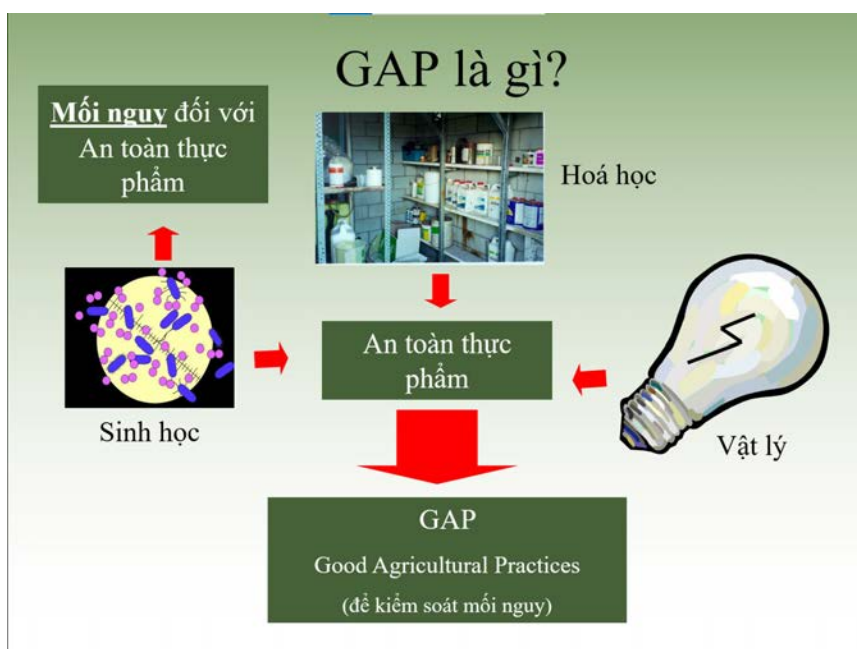 GAP là gì?
Mối nguy đối với
An toàn thực
phẩm
Hoá học
An toàn thực
phẩm
Sinh học
Vật lý
GAP
Good Agricultural Practices
(để kiểm soát mối nguy)